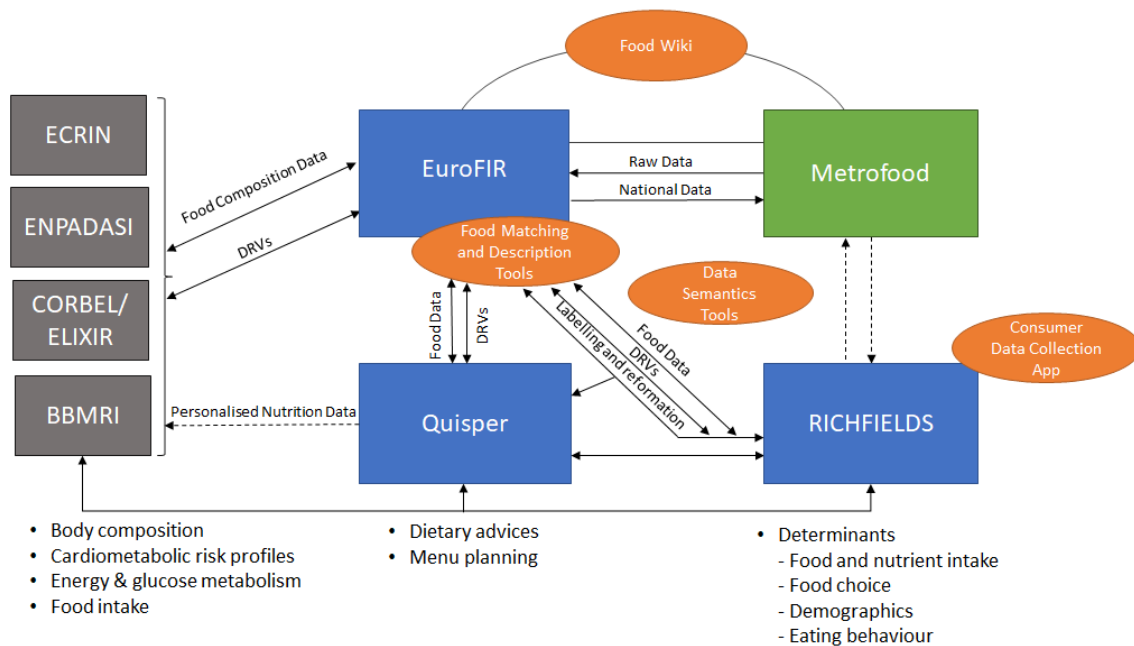 Food Wiki
ECRIN
ENPADASI
CORBEL/
ELIXIR
BBMRI
Food Composition Data
DRVs
EuroFIR
Raw Data
National Data
Metrofood
Food Matching
and Description
Tools
Data
Semantics
Tools
Consumer
Data Collection
App
Food Data
DRVs
Food Data
DRVs
Labelling and reformation
Personalised Nutrition Data
Quisper
RICHFIELDS
• Body composition
• Cardiometabolic risk profiles
• Energy & glucose metabolism
• Food intake
• Dietary advices
• Menu planning
• Determinants
- Food and nutrient intake
- Food choice
- Demographics
- Eating behaviour